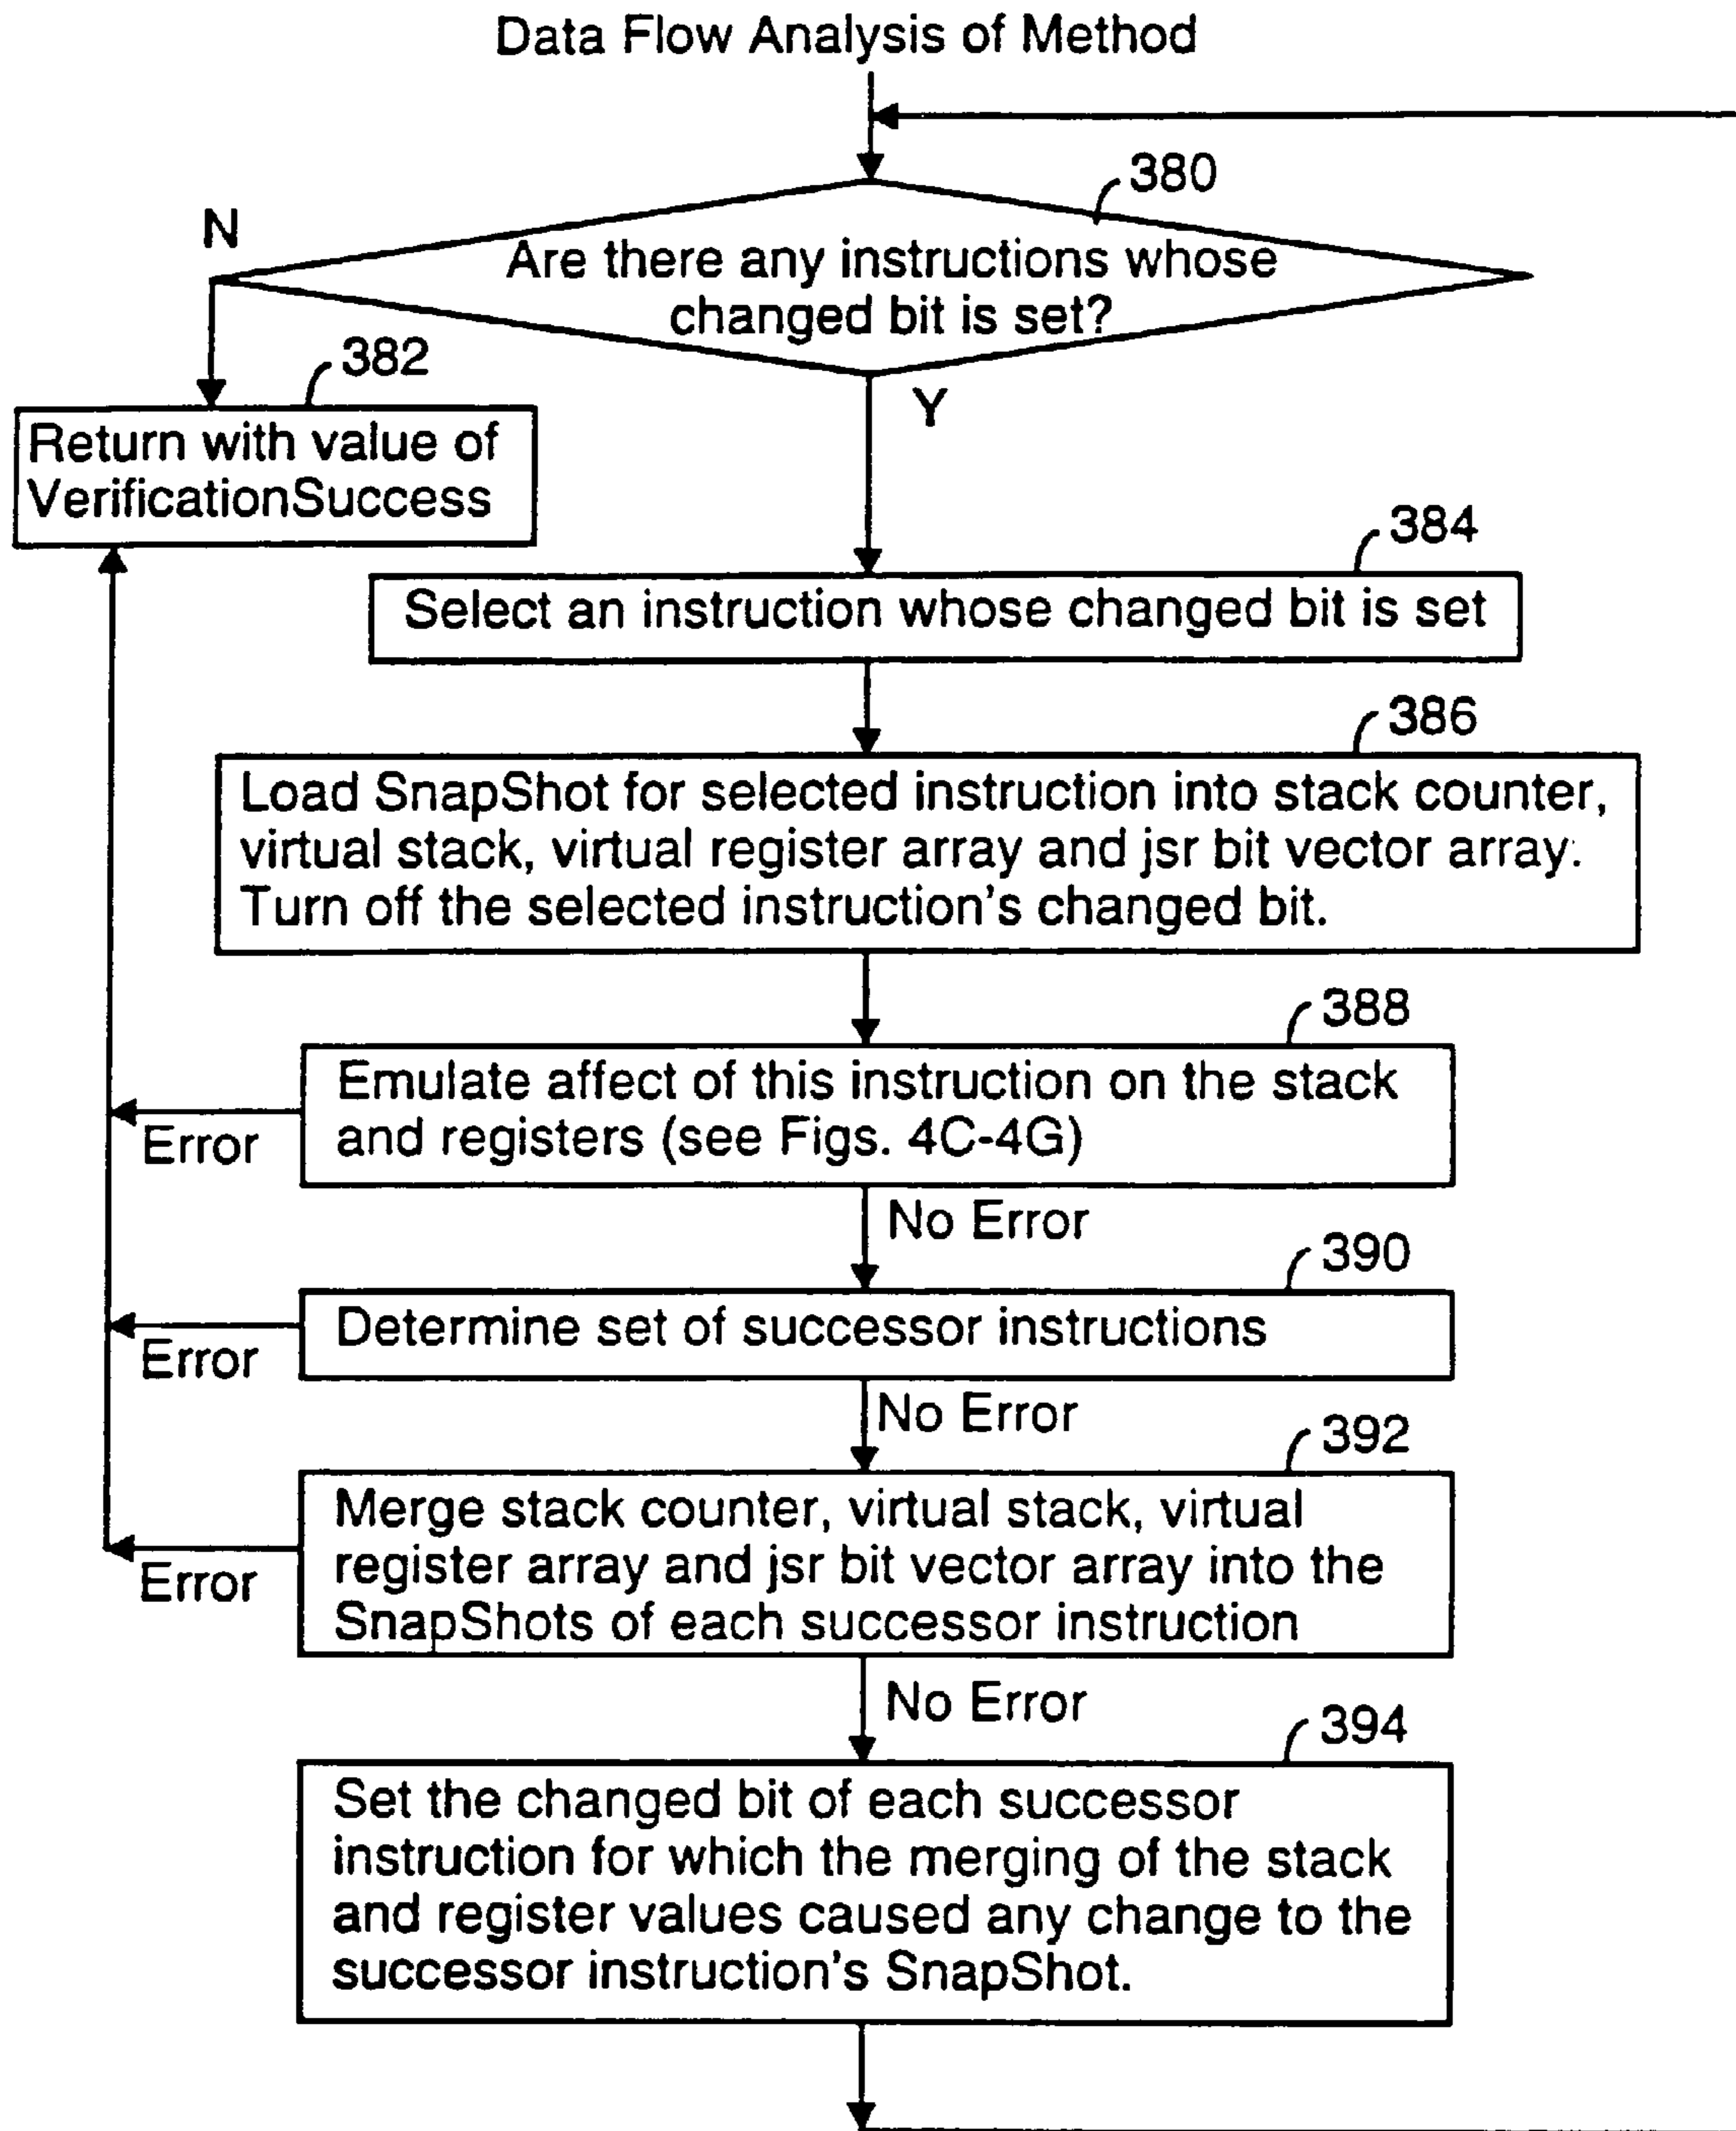 Data Flow Analysis of Method
380
N
Are there any instructions whose
changed bit is set?
382
Y
Return with value of
VerificationSuccess
384
Select an instruction whose changed bit is set
386
Load SnapShot for selected instruction into stack counter,
virtual stack, virtual register array and jsr bit vector array.
Turn off the selected instruction's changed bit.
388
Emulate affect of this instruction on the stack
and registers (see Figs. 4C-4G)
Error
No Error
390
Determine set of successor instructions
Error
No Error
392
Merge stack counter, virtual stack, virtual
register array and jsr bit vector array into the
SnapShots of each successor instruction
Error
No Error
394
Set the changed bit of each successor
instruction for which the merging of the stack
and register values caused any change to the
successor instruction's SnapShot.